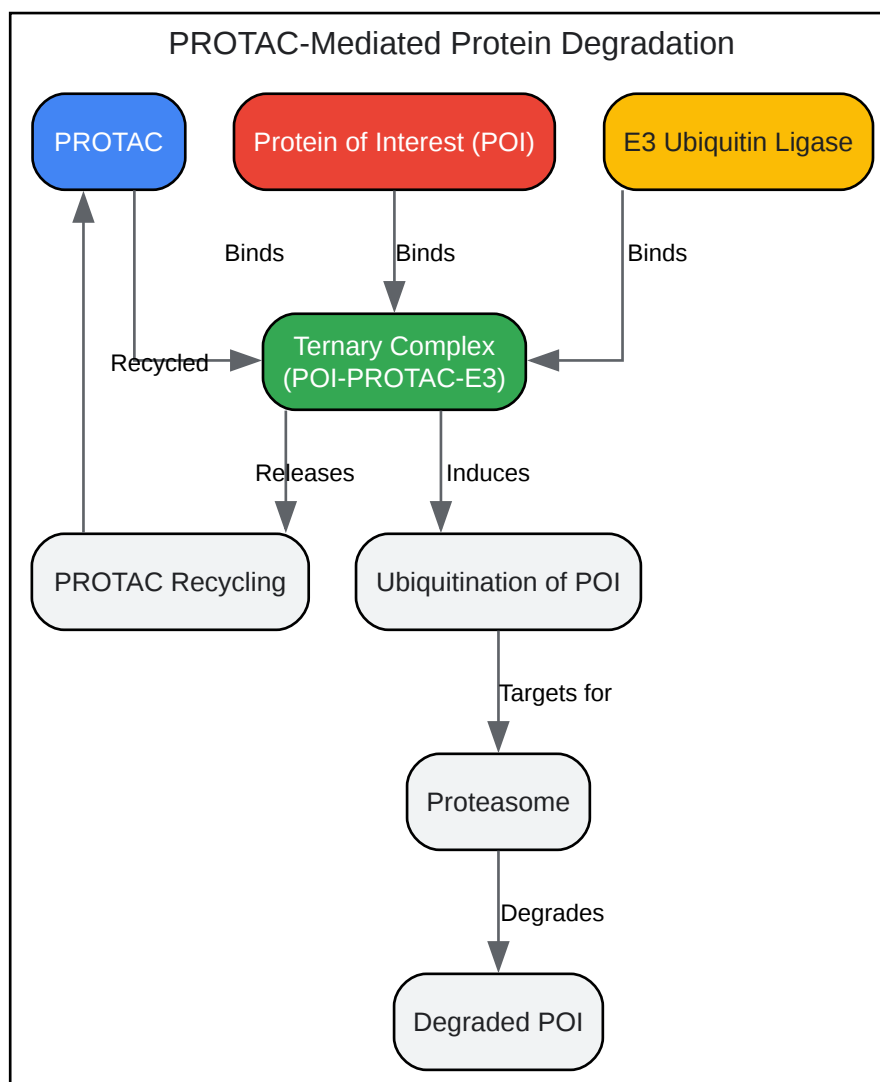 PROTAC-Mediated Protein Degradation
PROTAC
Protein of Interest (POI)
E3 Ubiquitin Ligase
Binds
Binds
Binds
Recycled
Ternary Complex
(POI-PROTAC-E3)
Releases
Induces
PROTAC Recycling
Ubiquitination of POI
Targets for
Proteasome
Degrades
Degraded POI